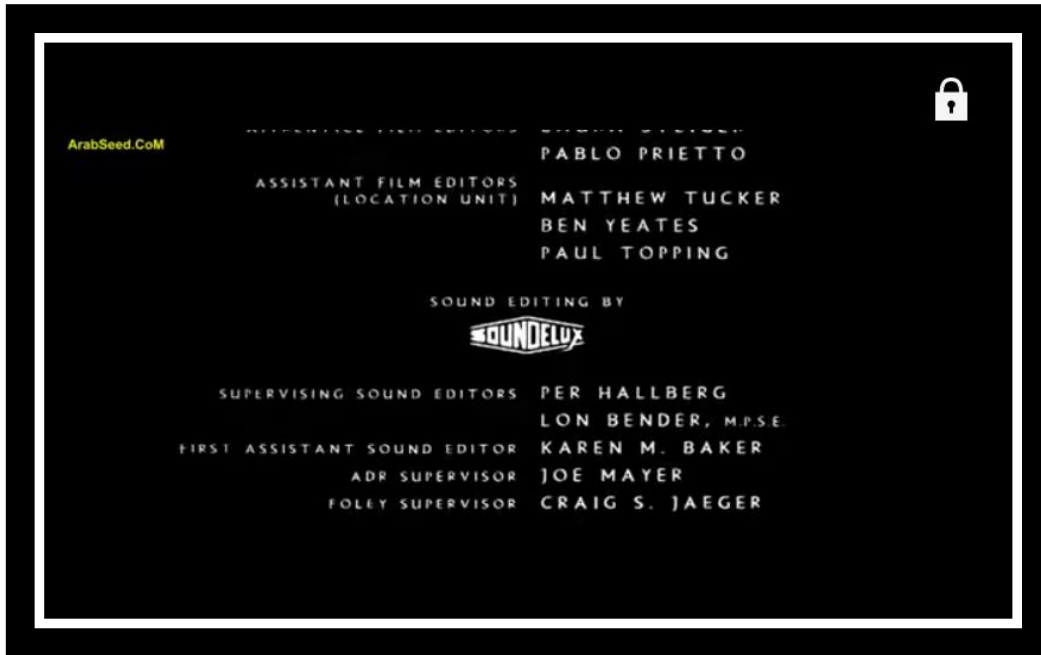 ArabSeed.CoM
PABLO PRIETTO
ASSISTANT FILM EDITORS
(LOCATION UNIT) MATTHEW TUCKER
BEN YEATES
PAUL TOPPING
SOUND EDITING BY
SOUNDELUX
SUPERVISING SOUND EDITORS PER HALLBERG
LON BENDER, M.P.S.E.
FIRST ASSISTANT SOUND EDITOR KAREN M. BAKER
ADR SUPERVISOR JOE MAYER
FOLEY SUPERVISOR CRAIG S. JAEGER